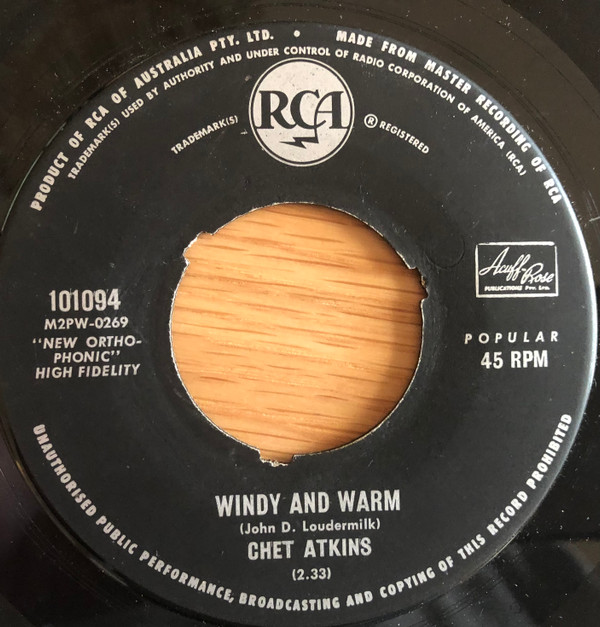 PRODUCT OF RCA OF AUSTRALIA PTY. LTD. • MADE FROM MASTER RECORDING OF RCA
TRADEMARK(S) USED BY AUTHORITY AND UNDER CONTROL OF RADIO CORPORATION OF AMERICA (RCA)
TRADEMARK(S) RCA ® REGISTERED
Acuff-Rose
PUBLICATIONS PTY. LTD.
101094
M2PW-0269
"NEW ORTHO-
PHONIC"
HIGH FIDELITY
POPULAR
45 RPM
WINDY AND WARM
(John D. Loudermilk)
CHET ATKINS
(2.33)
UNAUTHORISED PUBLIC PERFORMANCE, BROADCASTING AND COPYING OF THIS RECORD PROHIBITED